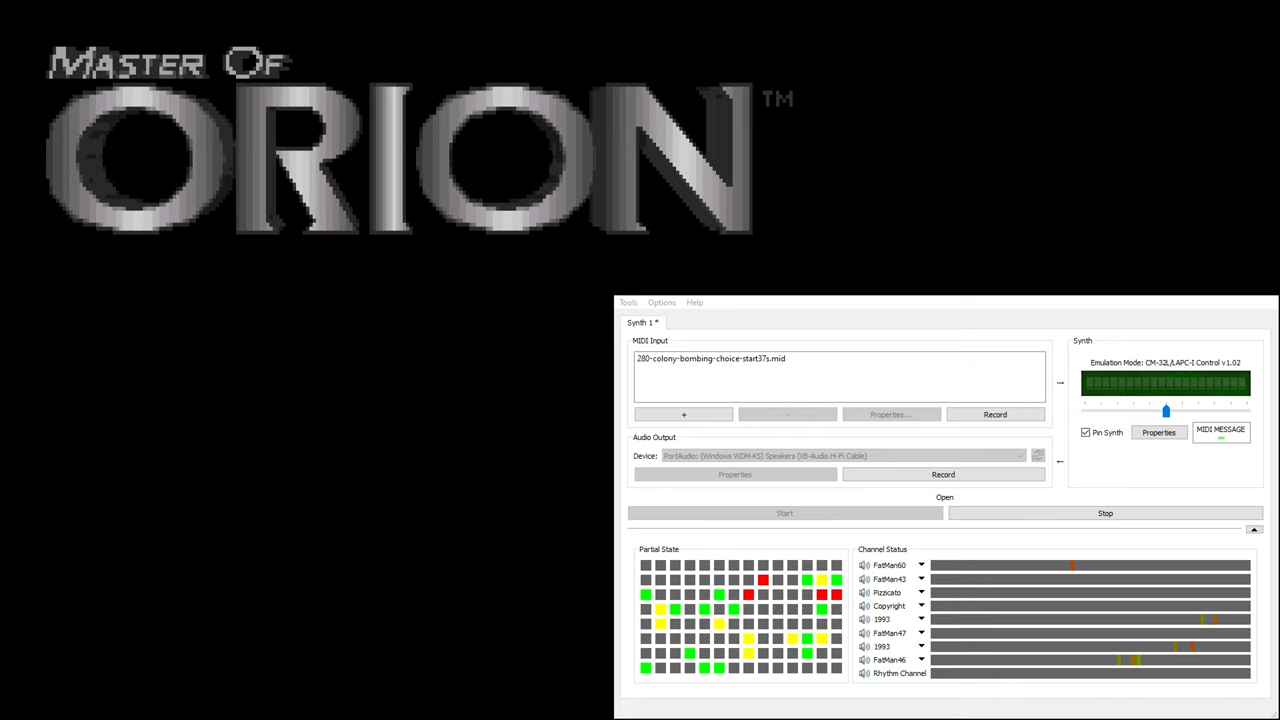 MASTER OF
ORION™
Tools Options Help
Synth 1 *
MIDI Input
280-colony-bombing-choice-start37s.mid
+ - Properties... Record
Synth
Emulation Mode: CM-32L/LAPC-I Control v1.02
Pin Synth Properties MIDI MESSAGE
Audio Output
Device: PortAudio: (Windows WDM-KS) Speakers (VB-Audio Hi-Fi Cable)
Properties Record
Open
Start Stop
Partial State
Channel Status
FatMan60
FatMan43
Pizzicato
Copyright
1993
FatMan47
1993
FatMan46
Rhythm Channel